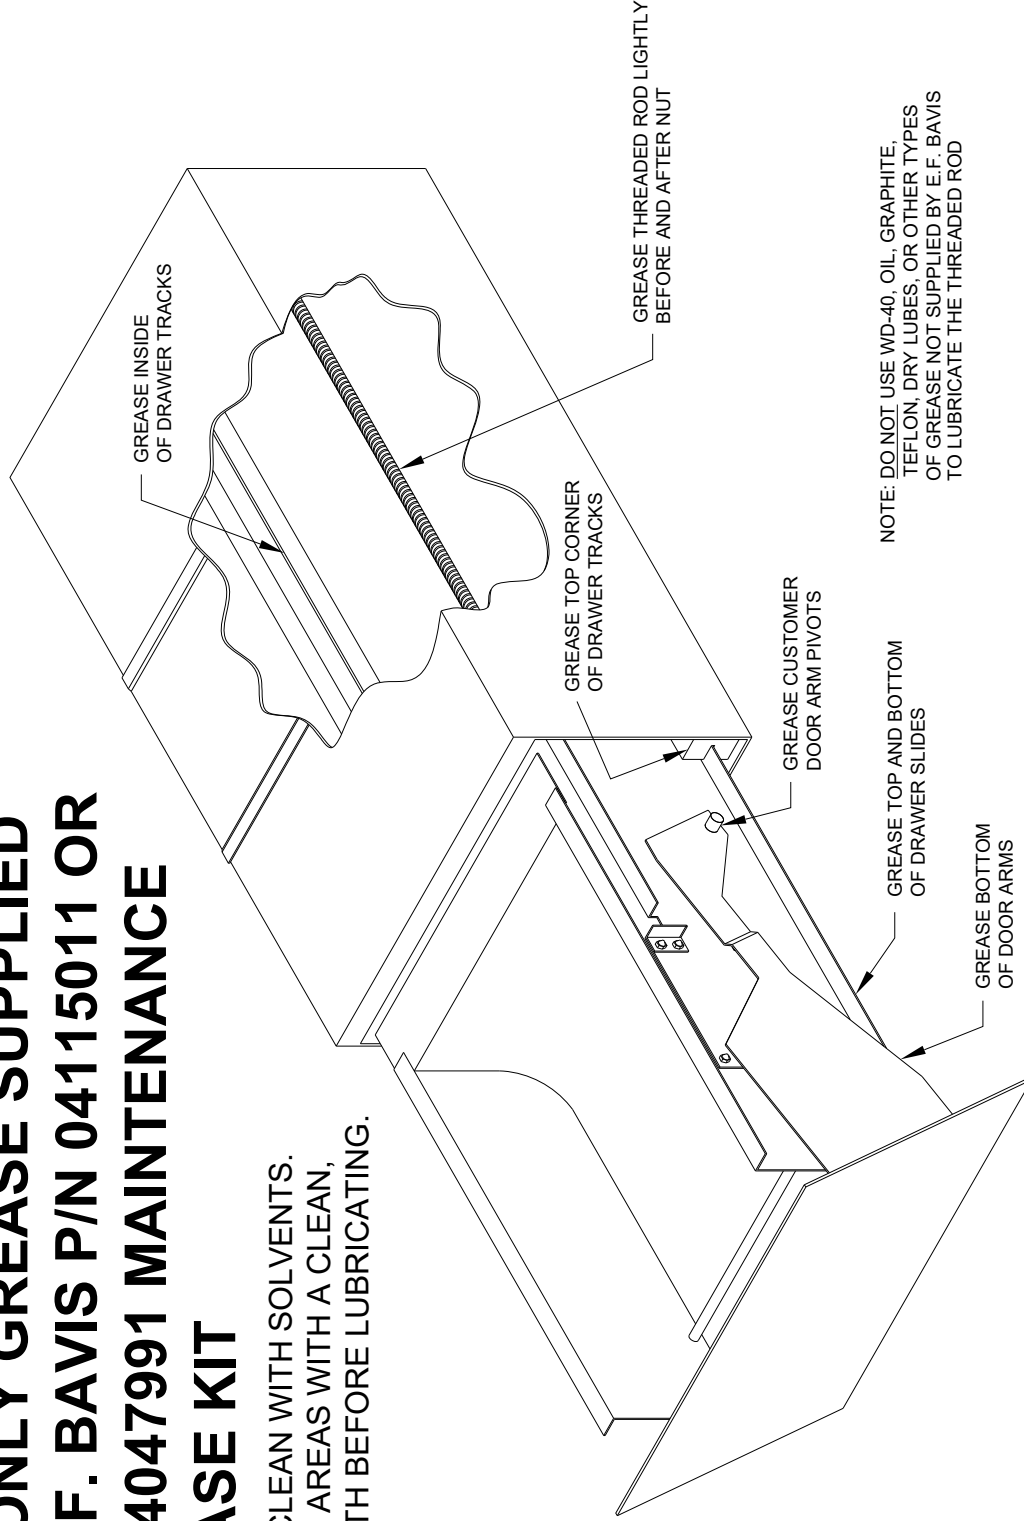 ONLY GREASE SUPPLIED
F. BAVIS P/N 04115011 OR
4047991 MAINTENANCE
ASE KIT
CLEAN WITH SOLVENTS.
AREAS WITH A CLEAN,
TH BEFORE LUBRICATING.
GREASE INSIDE
OF DRAWER TRACKS
GREASE THREADED ROD LIGHTLY
BEFORE AND AFTER NUT
GREASE TOP CORNER
OF DRAWER TRACKS
GREASE CUSTOMER
DOOR ARM PIVOTS
GREASE TOP AND BOTTOM
OF DRAWER SLIDES
GREASE BOTTOM
OF DOOR ARMS
NOTE: DO NOT USE WD-40, OIL, GRAPHITE,
TEFLON, DRY LUBES, OR OTHER TYPES
OF GREASE NOT SUPPLIED BY E.F. BAVIS
TO LUBRICATE THE THREADED ROD